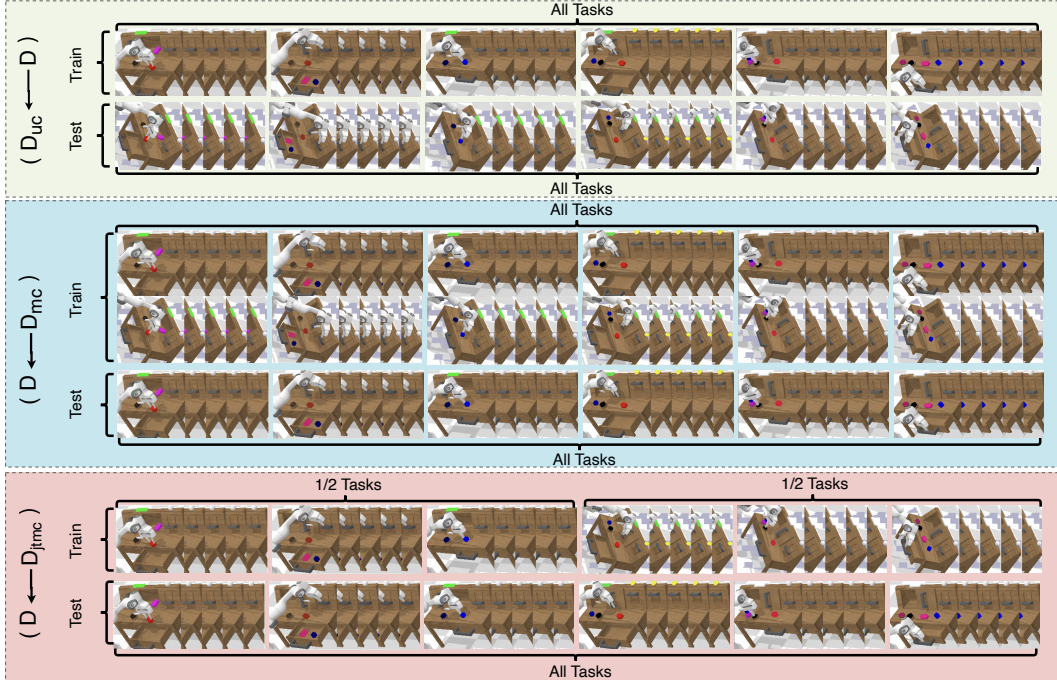 All Tasks
( D_uc ← D )
Train
Test
All Tasks
All Tasks
( D ← D_mc )
Train
Test
All Tasks
1/2 Tasks 1/2 Tasks
( D ← D_jtmc )
Train
Test
All Tasks